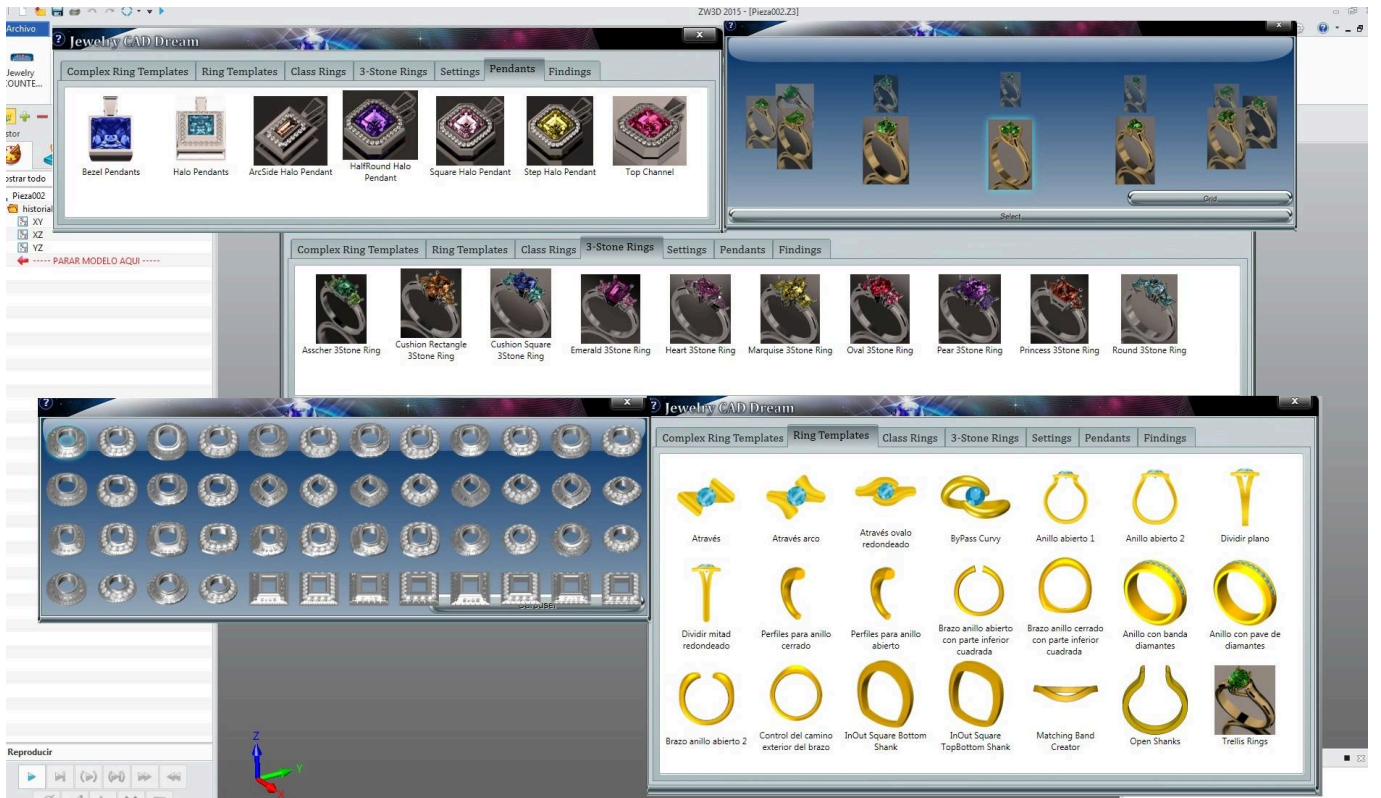 ZW3D 2015 - [Pieza002.Z3]
Archivo
Jewelry
COUNTE...
stor
ostrar todo
Pieza002
historial
XY
XZ
YZ
----- PARAR MODELO AQUI -----
Jewelry CAD Dream
Complex Ring Templates
Ring Templates
Class Rings
3-Stone Rings
Settings
Pendants
Findings
Bezel Pendants
Halo Pendants
ArcSide Halo Pendant
HalfRound Halo
Pendant
Square Halo Pendant
Step Halo Pendant
Top Channel
Grid
Select
Complex Ring Templates
Ring Templates
Class Rings
3-Stone Rings
Settings
Pendants
Findings
Asscher 3Stone Ring
Cushion Rectangle
3Stone Ring
Cushion Square
3Stone Ring
Emerald 3Stone Ring
Heart 3Stone Ring
Marquise 3Stone Ring
Oval 3Stone Ring
Pear 3Stone Ring
Princess 3Stone Ring
Round 3Stone Ring
Carousel
Jewelry CAD Dream
Complex Ring Templates
Ring Templates
Class Rings
3-Stone Rings
Settings
Pendants
Findings
Através
Através arco
Através ovalo
redondeado
ByPass Curvy
Anillo abierto 1
Anillo abierto 2
Dividir plano
Dividir mitad
redondeado
Perfiles para anillo
cerrado
Perfiles para anillo
abierto
Brazo anillo abierto
con parte inferior
cuadrada
Brazo anillo cerrado
con parte inferior
cuadrada
Anillo con banda
diamantes
Anillo con pave de
diamantes
Brazo anillo abierto 2
Control del camino
exterior del brazo
InOut Square Bottom
Shank
InOut Square
TopBottom Shank
Matching Band
Creator
Open Shanks
Trellis Rings
Reproducir
Z
Y
X